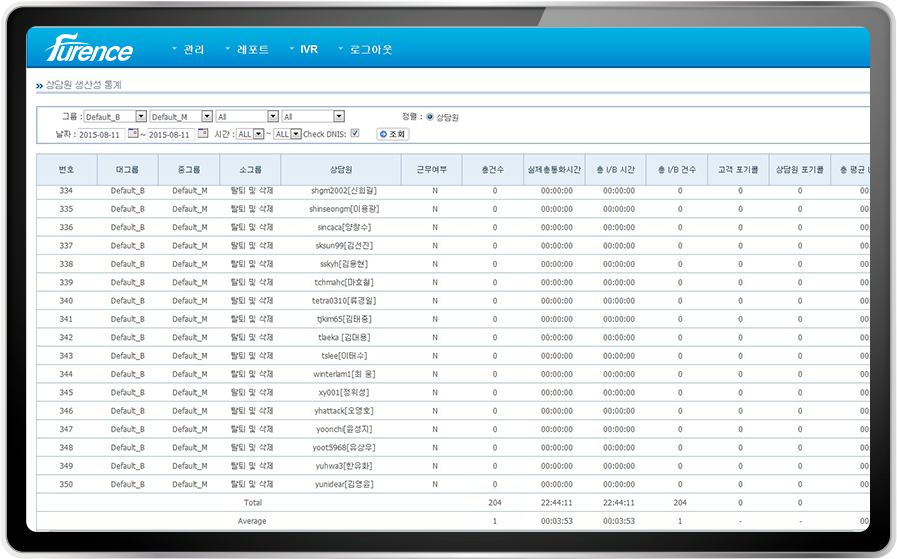 Furence 관리 레포트 IVR 로그아웃
상담원 생산성 통계
그룹 : Default_B Default_M All All 정렬 : 상담원
날자 : 2015-08-11 ~ 2015-08-11 시간 : ALL ~ ALL Check DNIS: 조회
번호 대그룹 중그룹 소그룹 상담원 근무여부 총건수 실제총통화시간 총 I/B 시간 총 I/B 건수 고객 포기콜 상담원 포기콜 총 평균
334 Default_B Default_M 탈퇴 및 삭제 shgm2002[신희길] N 0 00:00:00 00:00:00 0 0 0 00:
335 Default_B Default_M 탈퇴 및 삭제 shinseongm[이용왕] N 0 00:00:00 00:00:00 0 0 0 00:
336 Default_B Default_M 탈퇴 및 삭제 sincaca[양창수] N 0 00:00:00 00:00:00 0 0 0 00:
337 Default_B Default_M 탈퇴 및 삭제 sksun99[김선진] N 0 00:00:00 00:00:00 0 0 0 00:
338 Default_B Default_M 탈퇴 및 삭제 sskyh[김용현] N 0 00:00:00 00:00:00 0 0 0 00:
339 Default_B Default_M 탈퇴 및 삭제 tchmahc[마효철] N 0 00:00:00 00:00:00 0 0 0 00:
340 Default_B Default_M 탈퇴 및 삭제 tetra0310[류경일] N 0 00:00:00 00:00:00 0 0 0 00:
341 Default_B Default_M 탈퇴 및 삭제 tjkim65[김태중] N 0 00:00:00 00:00:00 0 0 0 00:
342 Default_B Default_M 탈퇴 및 삭제 tlaeka [김대용] N 0 00:00:00 00:00:00 0 0 0 00:
343 Default_B Default_M 탈퇴 및 삭제 tslee[이태수] N 0 00:00:00 00:00:00 0 0 0 00:
344 Default_B Default_M 탈퇴 및 삭제 winterlam1[최 웅] N 0 00:00:00 00:00:00 0 0 0 00:
345 Default_B Default_M 탈퇴 및 삭제 xy001[정위성] N 0 00:00:00 00:00:00 0 0 0 00:
346 Default_B Default_M 탈퇴 및 삭제 yhattack[오영호] N 0 00:00:00 00:00:00 0 0 0 00:
347 Default_B Default_M 탈퇴 및 삭제 yoonchi[윤성지] N 0 00:00:00 00:00:00 0 0 0 00:
348 Default_B Default_M 탈퇴 및 삭제 yoot5968[유상우] N 0 00:00:00 00:00:00 0 0 0 00:
349 Default_B Default_M 탈퇴 및 삭제 yuhwa3[한유화] N 0 00:00:00 00:00:00 0 0 0 00:
350 Default_B Default_M 탈퇴 및 삭제 yunidear[김영윤] N 0 00:00:00 00:00:00 0 0 0 00:
Total 204 22:44:11 22:44:11 204 0 0 00:
Average 1 00:03:53 00:03:53 1 - - 00: